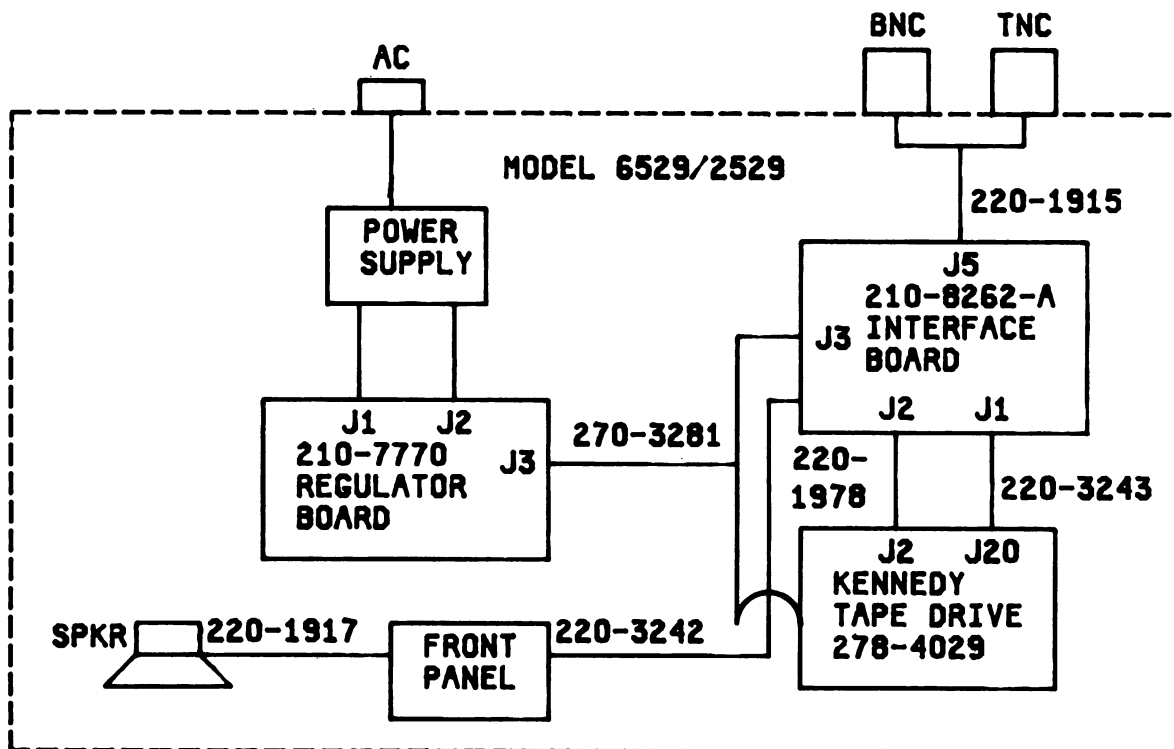 BNC TNC
AC
MODEL 6529/2529
220-1915
POWER
SUPPLY
J5
210-8262-A
INTERFACE
BOARD
J3
J2 J1
J1 J2
210-7770
REGULATOR
BOARD
J3
270-3281
220-
1978
220-3243
J2 J20
KENNEDY
TAPE DRIVE
278-4029
SPKR
220-1917
FRONT
PANEL
220-3242